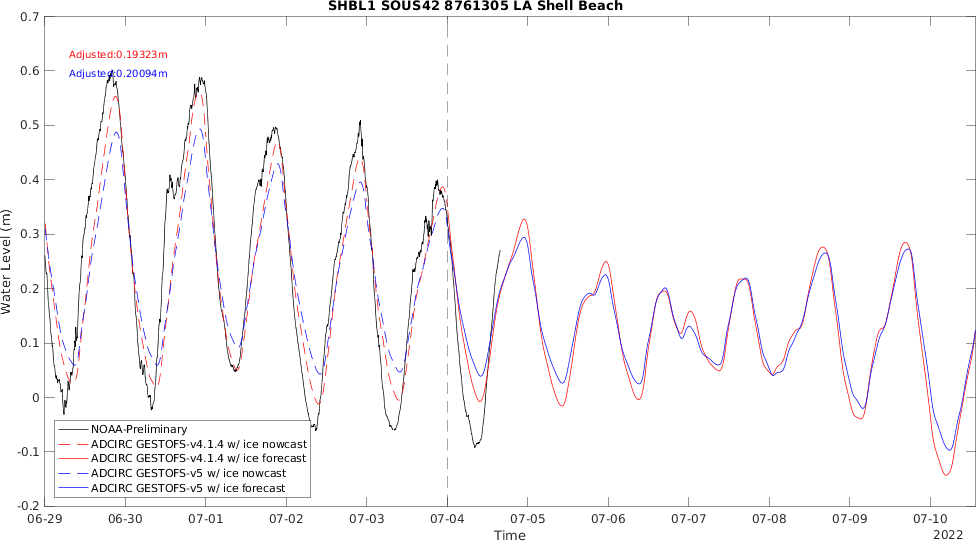 SHBL1 SOUS42 8761305 LA Shell Beach
0.7
0.6
0.5
0.4
0.3
0.2
0.1
0
-0.1
-0.2
Water Level (m)
Adjusted:0.19323m
Adjusted:0.20094m
NOAA-Preliminary
ADCIRC GESTOFS-v4.1.4 w/ ice nowcast
ADCIRC GESTOFS-v4.1.4 w/ ice forecast
ADCIRC GESTOFS-v5 w/ ice nowcast
ADCIRC GESTOFS-v5 w/ ice forecast
06-29 06-30 07-01 07-02 07-03 07-04 07-05 07-06 07-07 07-08 07-09 07-10
Time
2022